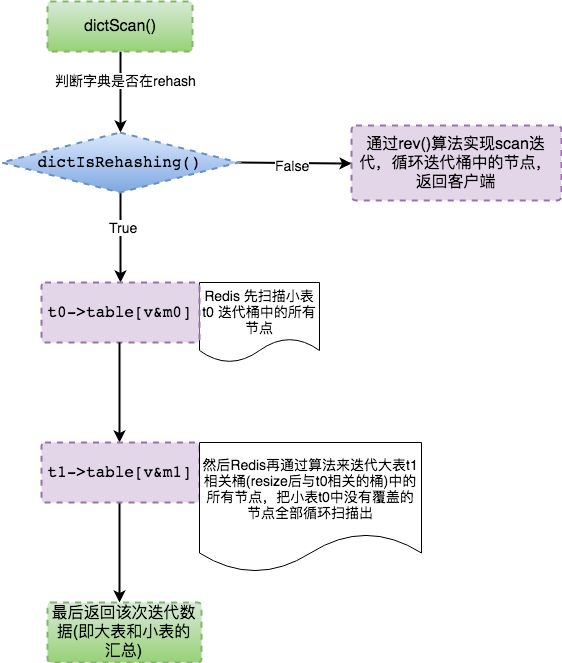 dictScan()
判断字典是否在rehash
dictIsRehashing()
False
通过rev()算法实现scan迭
代，循环迭代桶中的节点，
返回客户端
True
t0->table[v&m0]
Redis 先扫描小表
t0 迭代桶中的所有
节点
t1->table[v&m1]
然后Redis再通过算法来迭代大表t1
相关桶(resize后与t0相关的桶)中的
所有节点，把小表t0中没有覆盖的
节点全部循环扫描出
最后返回该次迭代数
据(即大表和小表的
汇总)